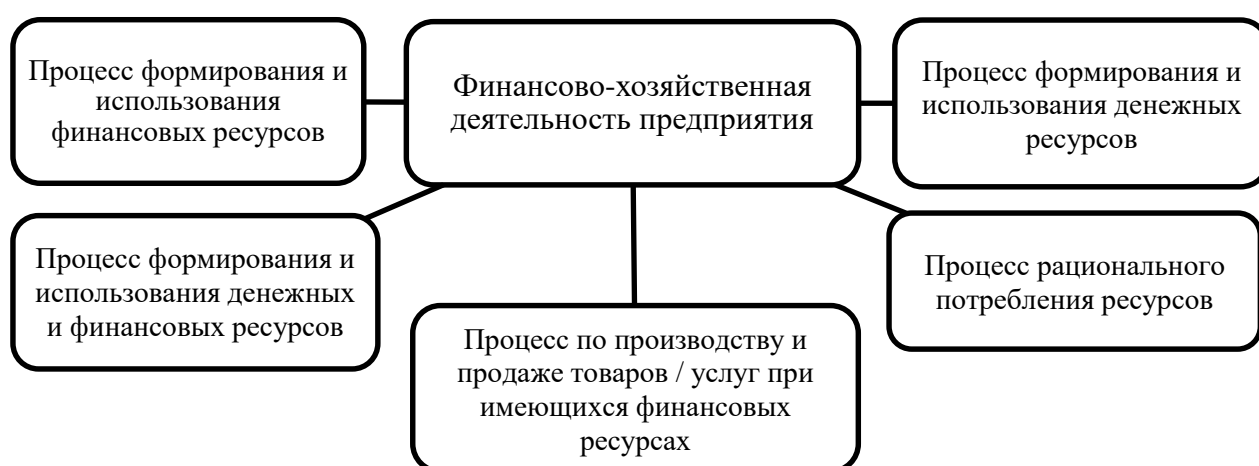 Процесс формирования и
использования
финансовых ресурсов
Финансово-хозяйственная
деятельность предприятия
Процесс формирования и
использования денежных
ресурсов
Процесс формирования и
использования денежных
и финансовых ресурсов
Процесс по производству и
продаже товаров / услуг при
имеющихся финансовых
ресурсах
Процесс рационального
потребления ресурсов